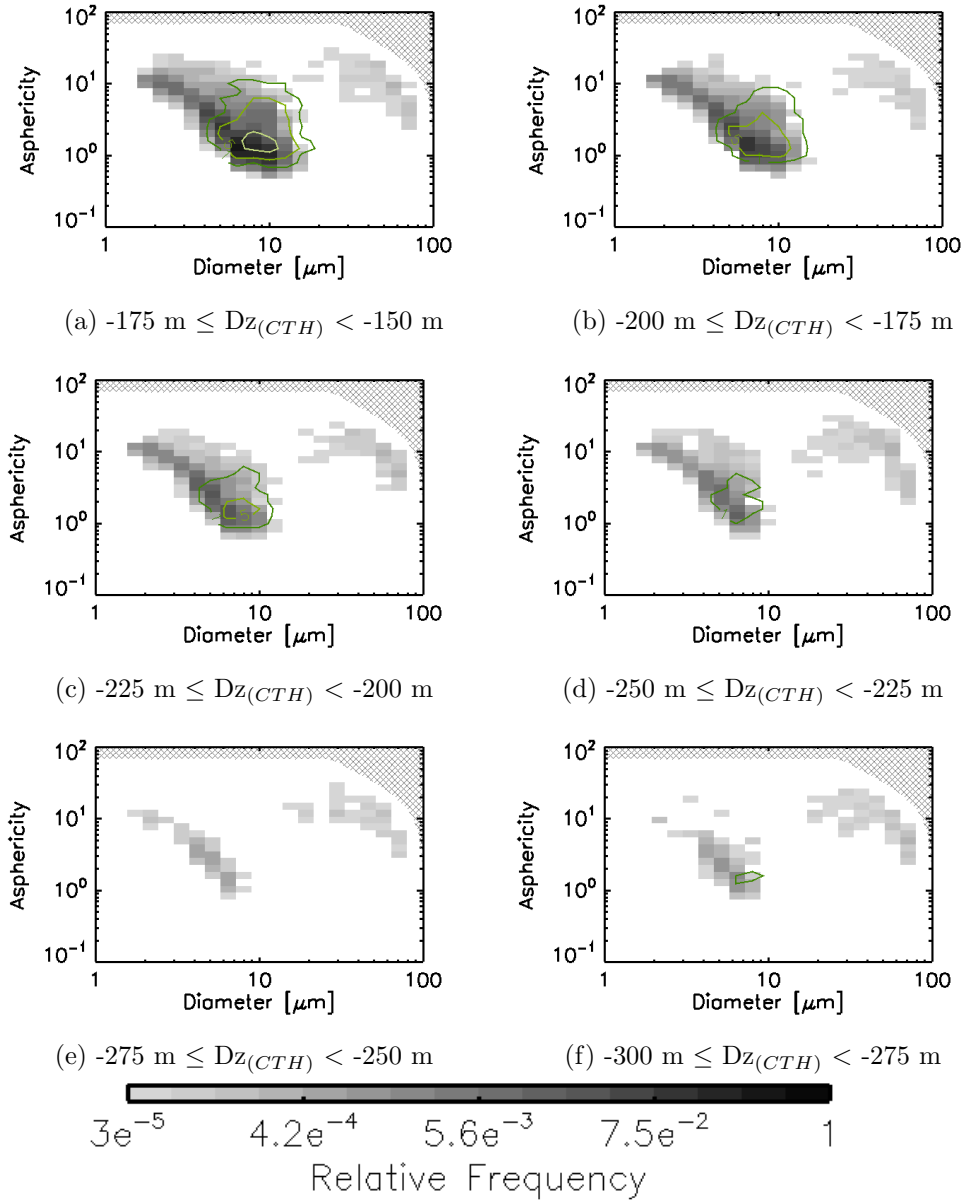 10² 10² 
Asphericity 10¹ Asphericity 10¹
10⁰ 10⁰
10⁻¹ 10⁻¹
1 10 100 1 10 100
Diameter [μm] Diameter [μm]
(a) -175 m ≤ Dz(CTH) < -150 m (b) -200 m ≤ Dz(CTH) < -175 m
10² 10²
Asphericity 10¹ Asphericity 10¹
10⁰ 10⁰
10⁻¹ 10⁻¹
1 10 100 1 10 100
Diameter [μm] Diameter [μm]
(c) -225 m ≤ Dz(CTH) < -200 m (d) -250 m ≤ Dz(CTH) < -225 m
10² 10²
Asphericity 10¹ Asphericity 10¹
10⁰ 10⁰
10⁻¹ 10⁻¹
1 10 100 1 10 100
Diameter [μm] Diameter [μm]
(e) -275 m ≤ Dz(CTH) < -250 m (f) -300 m ≤ Dz(CTH) < -275 m
3e⁻⁵ 4.2e⁻⁴ 5.6e⁻³ 7.5e⁻² 1
Relative Frequency